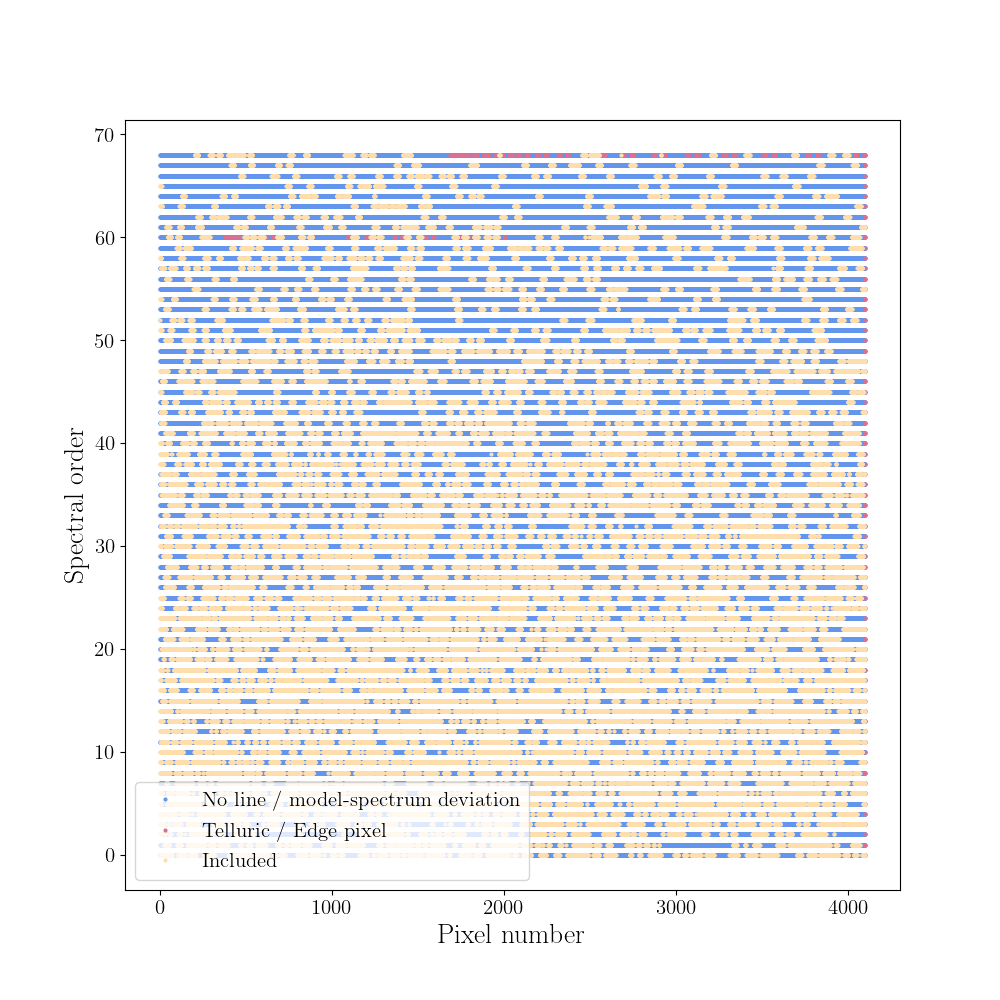 70
60
50
40
30
20
10
0
Spectral order
No line / model-spectrum deviation
Telluric / Edge pixel
Included
0 1000 2000 3000 4000
Pixel number